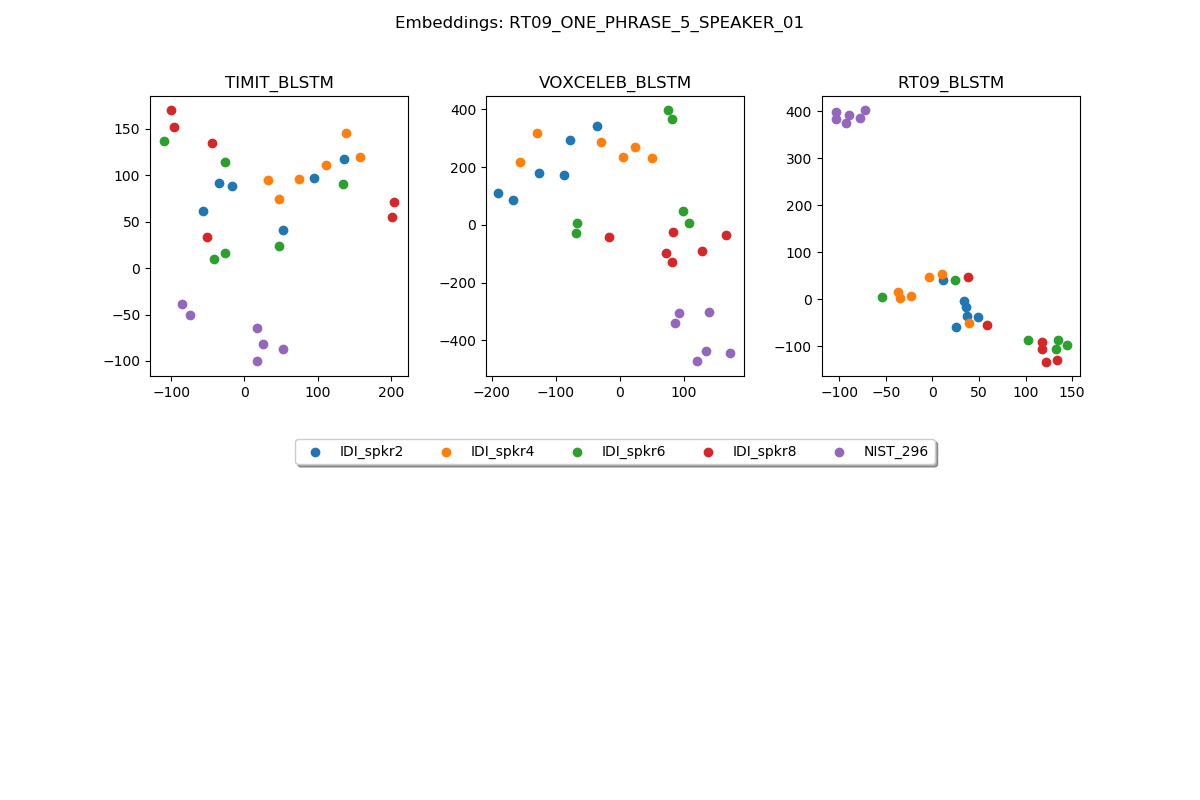 Embeddings: RT09_ONE_PHRASE_5_SPEAKER_01
TIMIT_BLSTM
150
100
50
0
−50
−100
−100 0 100 200
VOXCELEB_BLSTM
400
200
0
−200
−400
−200 −100 0 100
RT09_BLSTM
400
300
200
100
0
−100
−100 −50 0 50 100 150
IDI_spkr2 IDI_spkr4 IDI_spkr6 IDI_spkr8 NIST_296